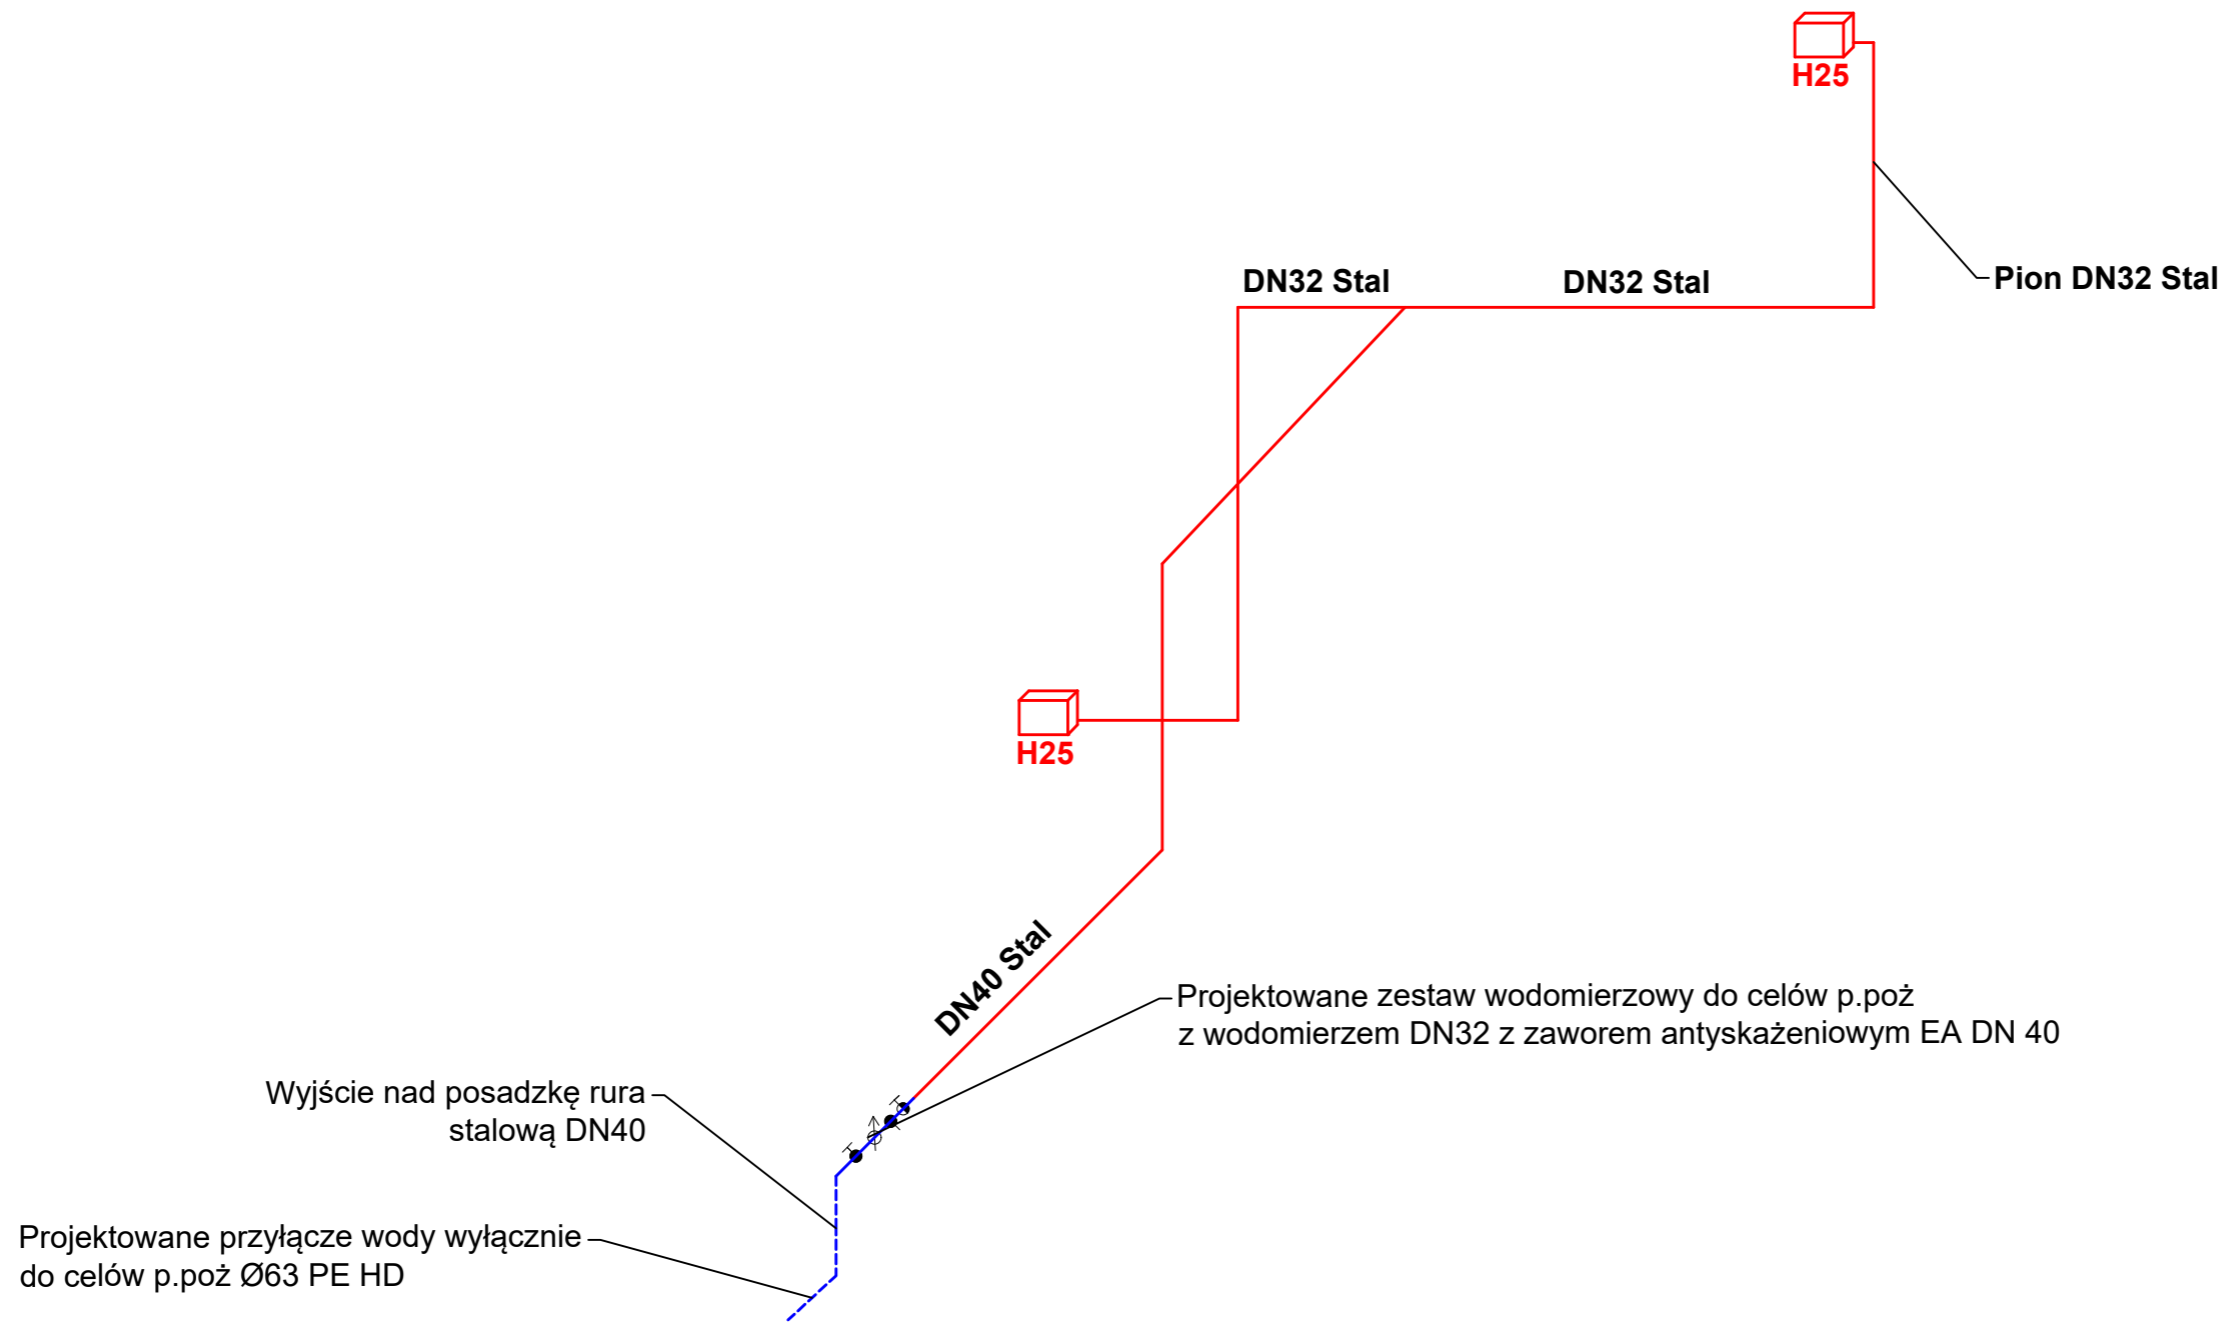 H25
DN32 Stal
DN32 Stal
Pion DN32 Stal
H25
DN40 Stal
Projektowane zestaw wodomierzowy do celów p.poż
z wodomierzem DN32 z zaworem antyskażeniowym EA DN 40
Wyjście nad posadzkę rura
stalową DN40
Projektowane przyłącze wody wyłącznie
do celów p.poż Ø63 PE HD